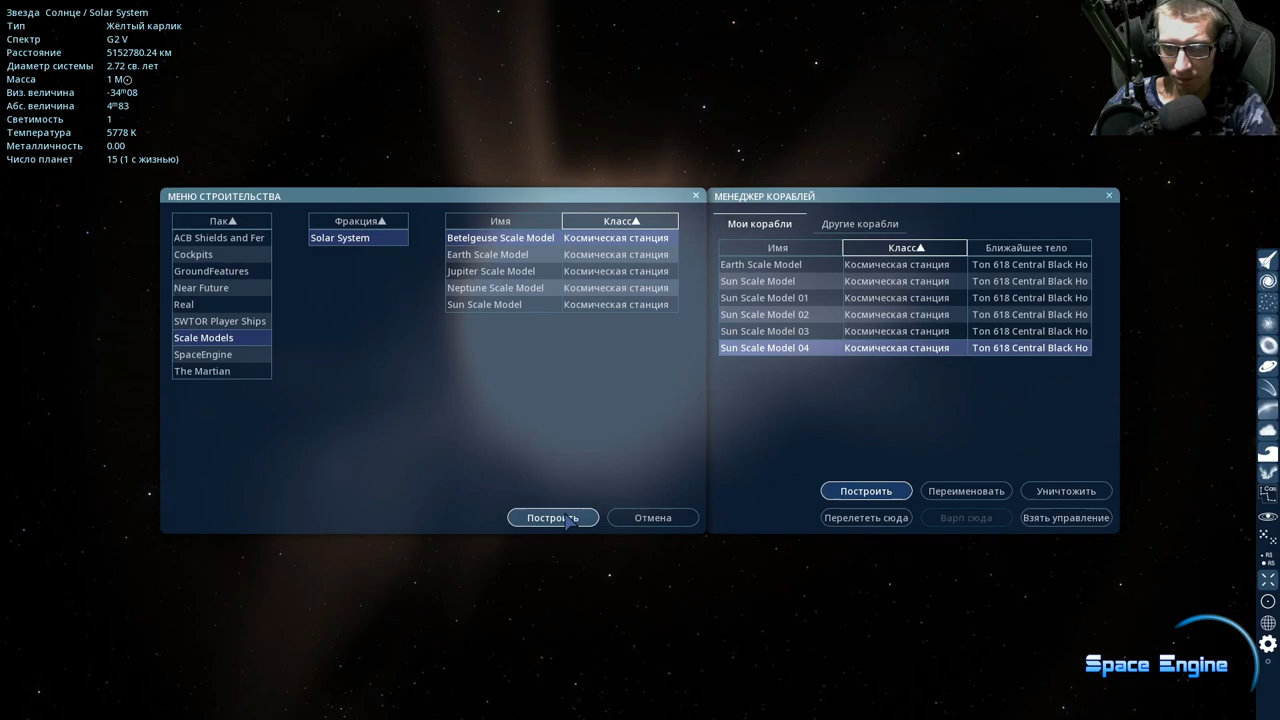 Звезда Солнце / Solar System
Тип Жёлтый карлик
Спектр G2 V
Расстояние 5152780.24 км
Диаметр системы 2.72 св. лет
Масса 1 M☉
Виз. величина -34ᵐ08
Абс. величина 4ᵐ83
Светимость 1
Температура 5778 K
Металличность 0.00
Число планет 15 (1 с жизнью)
МЕНЮ СТРОИТЕЛЬСТВА
Пак▲ Фракция▲ Имя Класс▲
ACB Shields and Fer Solar System Betelgeuse Scale Model Космическая станция
Cockpits Earth Scale Model Космическая станция
GroundFeatures Jupiter Scale Model Космическая станция
Near Future Neptune Scale Model Космическая станция
Real Sun Scale Model Космическая станция
SWTOR Player Ships
Scale Models
SpaceEngine
The Martian
Построить Отмена
МЕНЕДЖЕР КОРАБЛЕЙ
Мои корабли Другие корабли
Имя Класс▲ Ближайшее тело
Earth Scale Model Космическая станция Ton 618 Central Black Ho
Sun Scale Model Космическая станция Ton 618 Central Black Ho
Sun Scale Model 01 Космическая станция Ton 618 Central Black Ho
Sun Scale Model 02 Космическая станция Ton 618 Central Black Ho
Sun Scale Model 03 Космическая станция Ton 618 Central Black Ho
Sun Scale Model 04 Космическая станция Ton 618 Central Black Ho
Построить Переименовать Уничтожить
Перелететь сюда Варп сюда Взять управление
RS
RS
Space Engine